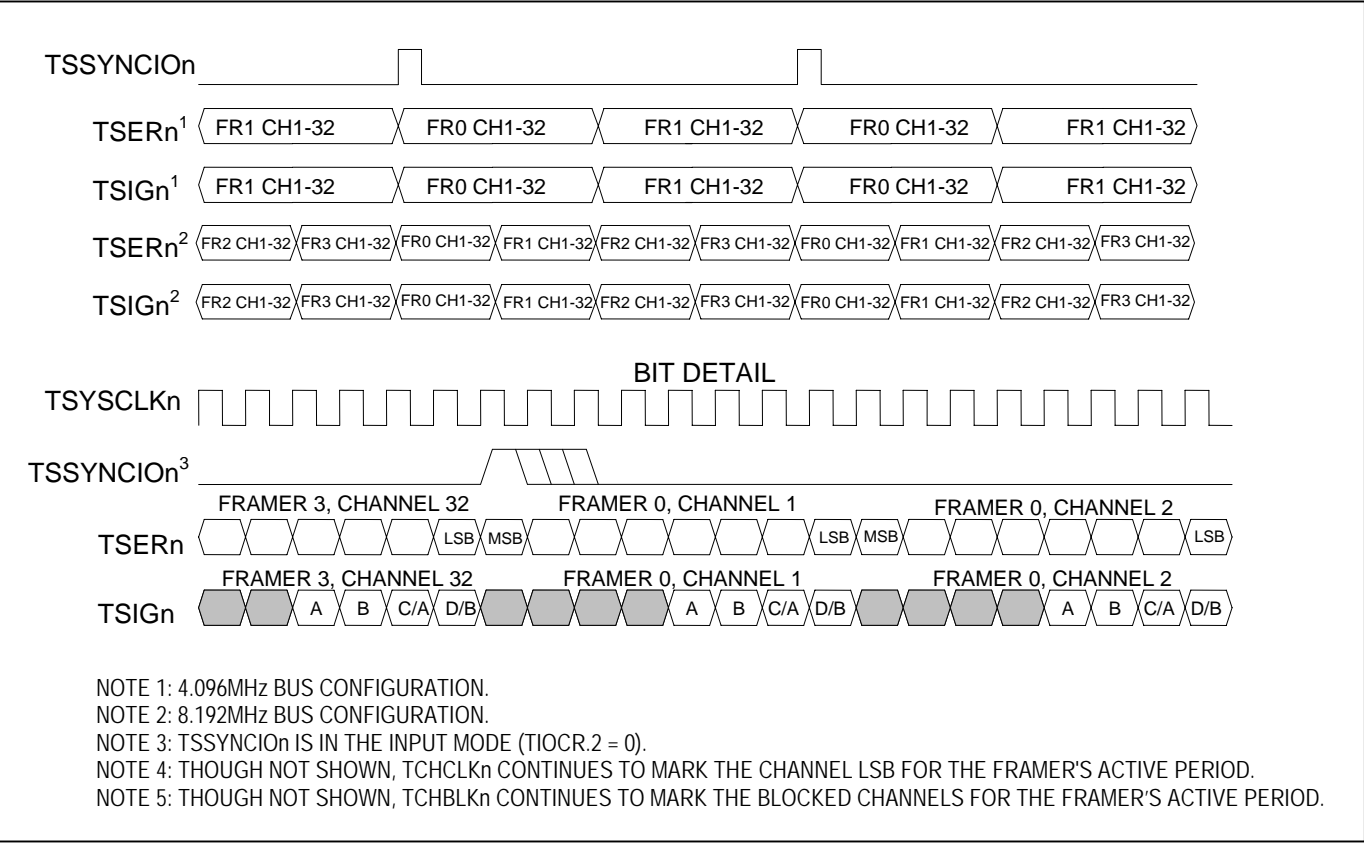 TSSYNCIOn
TSERn1 FR1 CH1-32 FR0 CH1-32 FR1 CH1-32 FR0 CH1-32 FR1 CH1-32
TSIGn1 FR1 CH1-32 FR0 CH1-32 FR1 CH1-32 FR0 CH1-32 FR1 CH1-32
TSERn2 FR2 CH1-32 FR3 CH1-32 FR0 CH1-32 FR1 CH1-32 FR2 CH1-32 FR3 CH1-32 FR0 CH1-32 FR1 CH1-32 FR2 CH1-32 FR3 CH1-32
TSIGn2 FR2 CH1-32 FR3 CH1-32 FR0 CH1-32 FR1 CH1-32 FR2 CH1-32 FR3 CH1-32 FR0 CH1-32 FR1 CH1-32 FR2 CH1-32 FR3 CH1-32
BIT DETAIL
TSYSCLKn
TSSYNCIOn3
FRAMER 3, CHANNEL 32 FRAMER 0, CHANNEL 1 FRAMER 0, CHANNEL 2
TSERn LSB MSB LSB MSB LSB
FRAMER 3, CHANNEL 32 FRAMER 0, CHANNEL 1 FRAMER 0, CHANNEL 2
TSIGn A B C/A D/B A B C/A D/B A B C/A D/B
NOTE 1: 4.096MHz BUS CONFIGURATION.
NOTE 2: 8.192MHz BUS CONFIGURATION.
NOTE 3: TSSYNCIOn IS IN THE INPUT MODE (TIOCR.2 = 0).
NOTE 4: THOUGH NOT SHOWN, TCHCLKn CONTINUES TO MARK THE CHANNEL LSB FOR THE FRAMER'S ACTIVE PERIOD.
NOTE 5: THOUGH NOT SHOWN, TCHBLKn CONTINUES TO MARK THE BLOCKED CHANNELS FOR THE FRAMER’S ACTIVE PERIOD.